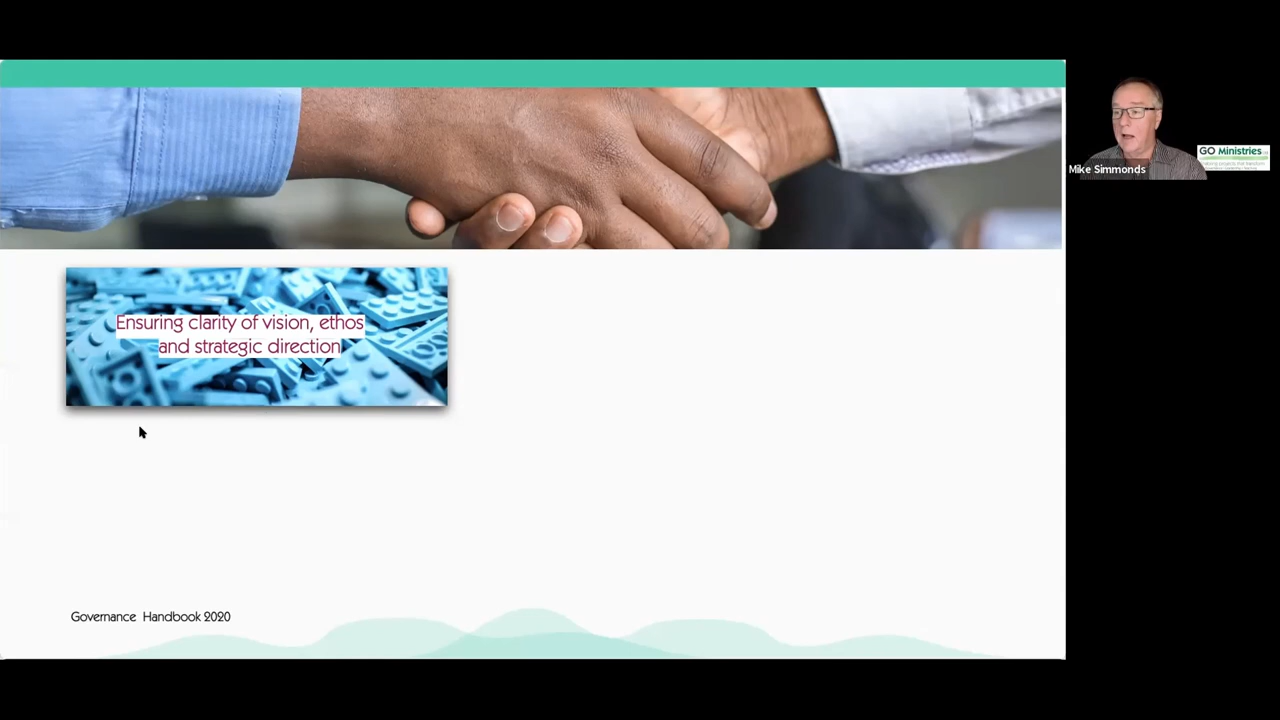 Ensuring clarity of vision, ethos
and strategic direction
Governance Handbook 2020
Mike Simmonds
GO Ministries